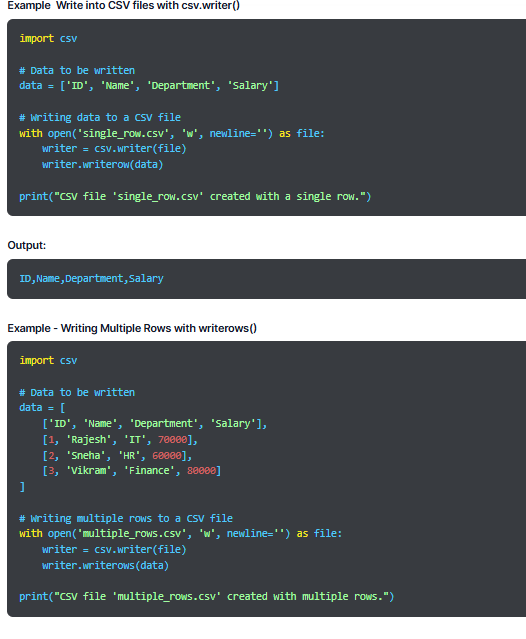 Example  Write into CSV files with csv.writer()
import csv
# Data to be written
data = ['ID', 'Name', 'Department', 'Salary']
# Writing data to a CSV file
with open('single_row.csv', 'w', newline='') as file:
    writer = csv.writer(file)
    writer.writerow(data)
print("CSV file 'single_row.csv' created with a single row.")
Output:
ID,Name,Department,Salary
Example - Writing Multiple Rows with writerows()
import csv
# Data to be written
data = [
    ['ID', 'Name', 'Department', 'Salary'],
    [1, 'Rajesh', 'IT', 70000],
    [2, 'Sneha', 'HR', 60000],
    [3, 'Vikram', 'Finance', 80000]
]
# Writing multiple rows to a CSV file
with open('multiple_rows.csv', 'w', newline='') as file:
    writer = csv.writer(file)
    writer.writerows(data)
print("CSV file 'multiple_rows.csv' created with multiple rows.")